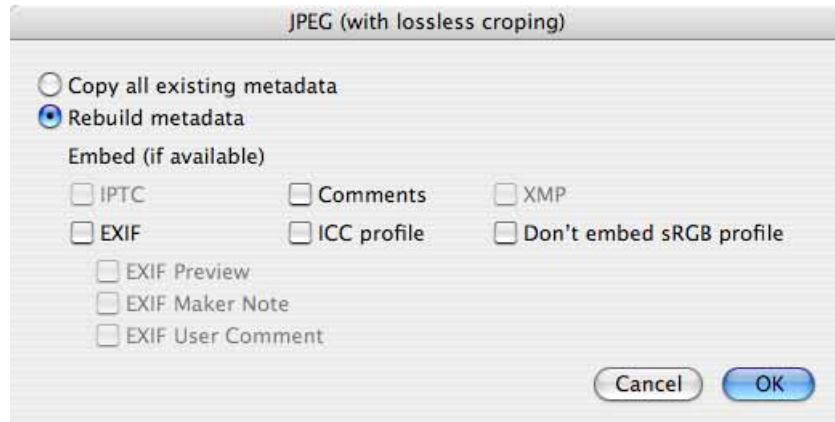 JPEG (with lossless croping)
Copy all existing metadata
Rebuild metadata
Embed (if available)
IPTC Comments XMP
EXIF ICC profile Don't embed sRGB profile
EXIF Preview
EXIF Maker Note
EXIF User Comment
Cancel OK